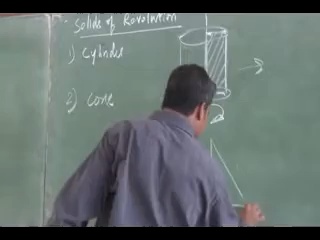 Solids of Revolution
1) Cylinder
2) Cone